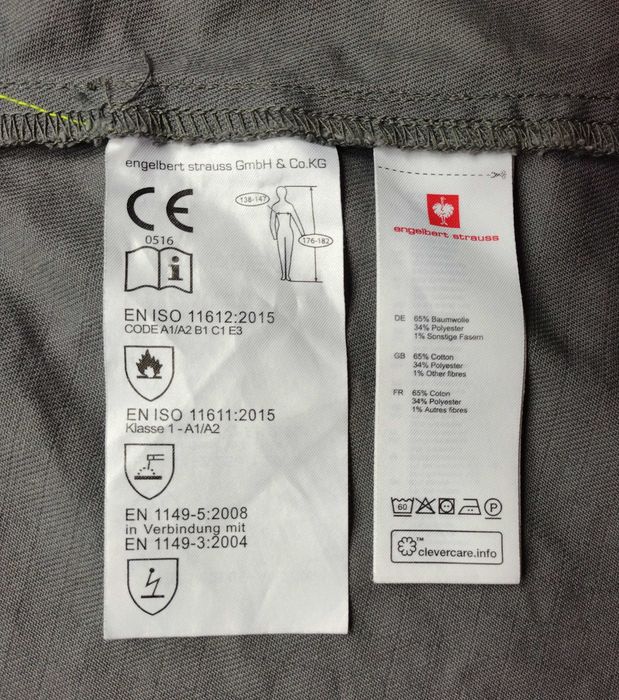 engelbert strauss GmbH & Co.KG
CE
0516
138-147
176-182
EN ISO 11612:2015
CODE A1/A2 B1 C1 E3
EN ISO 11611:2015
Klasse 1 - A1/A2
EN 1149-5:2008
in Verbindung mit
EN 1149-3:2004
engelbert strauss
DE 65% Baumwolle
34% Polyester
1% Sonstige Fasern
GB 65% Cotton
34% Polyester
1% Other fibres
FR 65% Coton
34% Polyester
1% Autres fibres
60 P
™
clevercare.info